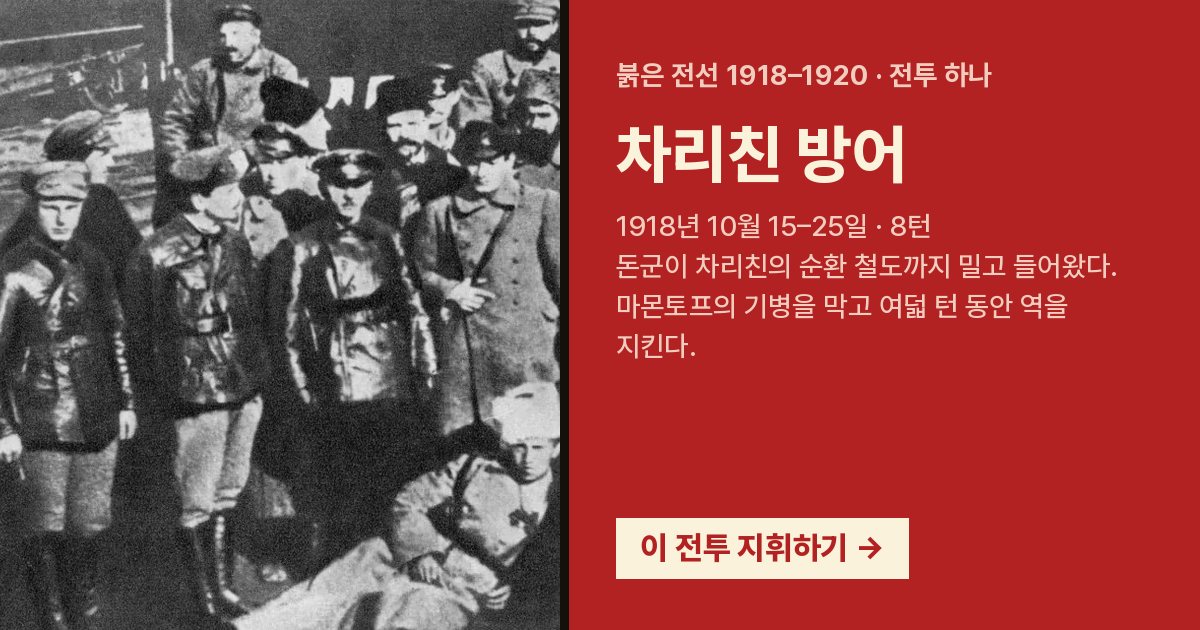 붉은 전선 1918–1920 · 전투 하나
차리친 방어
1918년 10월 15–25일 · 8턴
돈군이 차리친의 순환 철도까지 밀고 들어왔다.
마몬토프의 기병을 막고 여덟 턴 동안 역을
지킨다.
이 전투 지휘하기 →